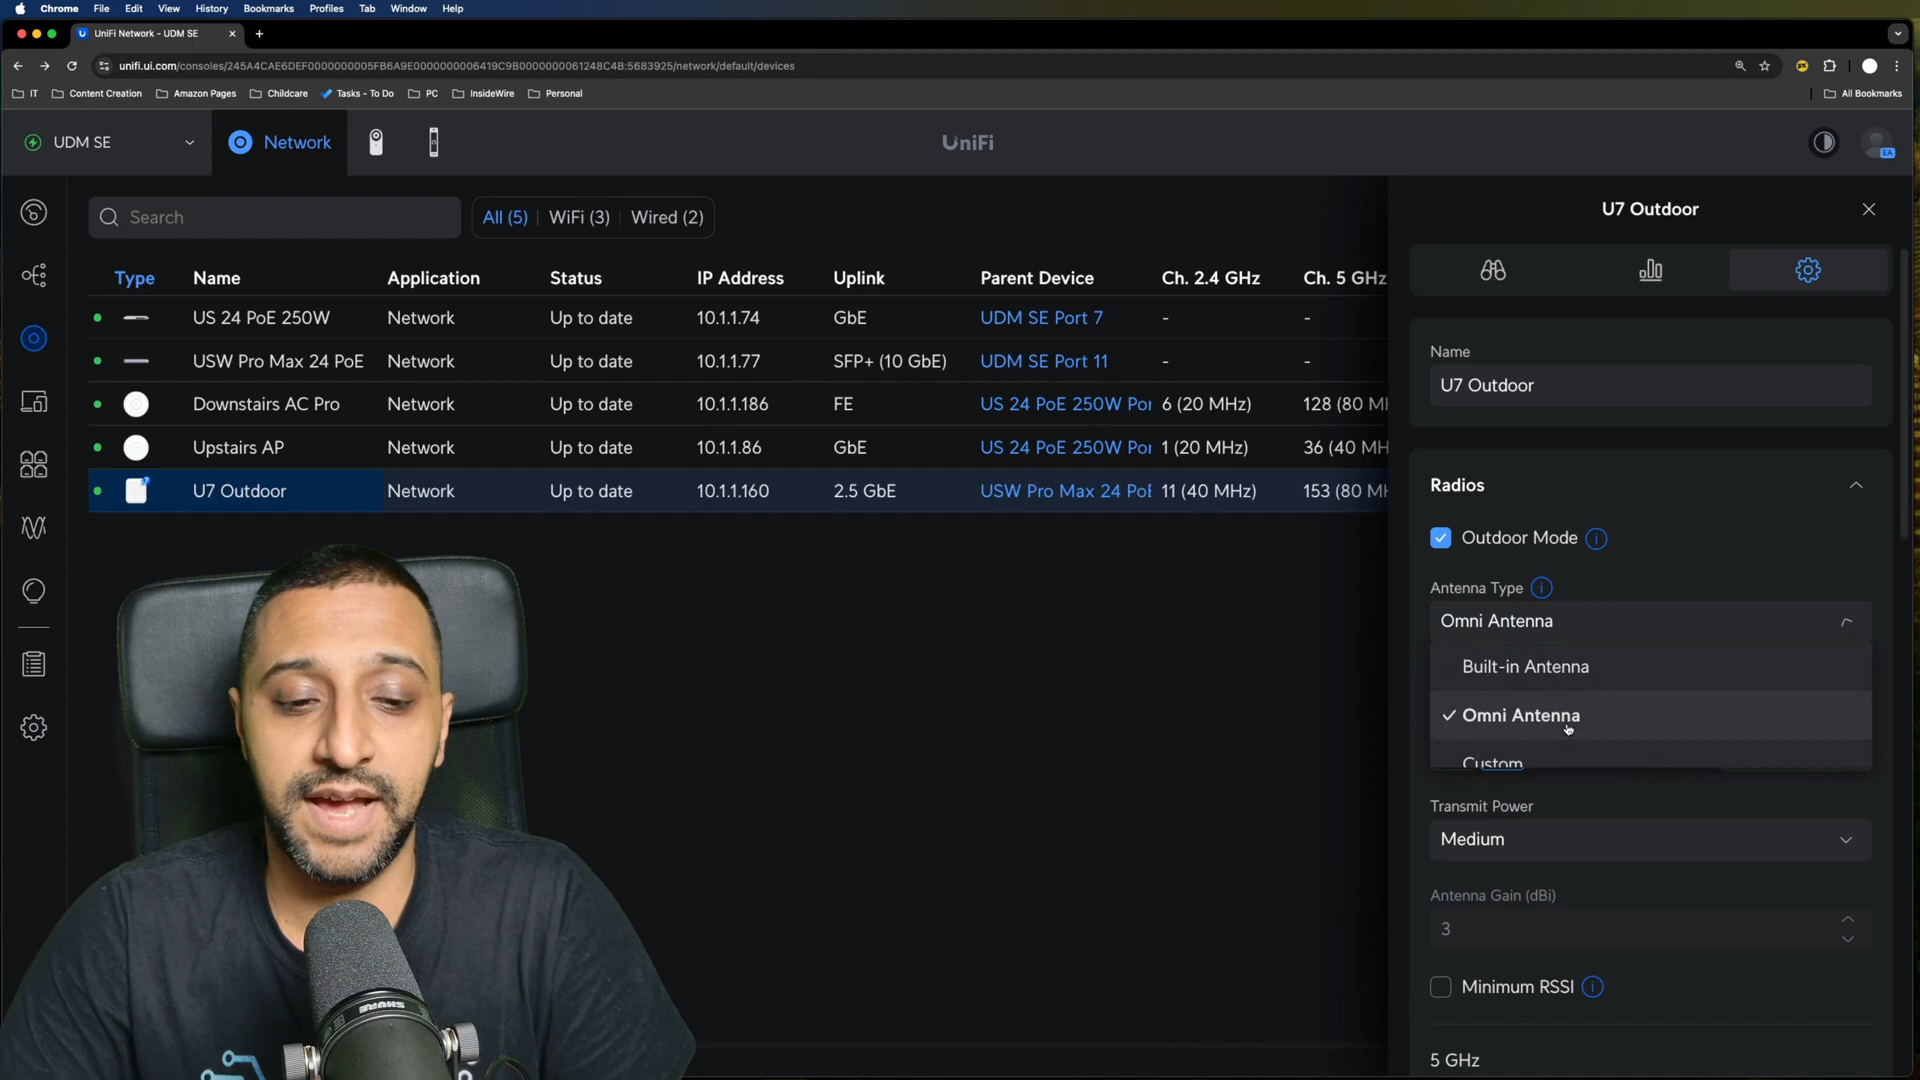 Chrome File Edit View History Bookmarks Profiles Tab Window Help
UniFi Network - UDM SE
unifi.ui.com/consoles/245A4CAE6DEF0000000005FB6A9E0000000006419C9B0000000061248C4B:5683925/network/default/devices
IT Content Creation Amazon Pages Childcare Tasks - To Do PC InsideWire Personal All Bookmarks
UDM SE Network UniFi EA
Search All (5) WiFi (3) Wired (2)
Type Name Application Status IP Address Uplink Parent Device Ch. 2.4 GHz Ch. 5 GHz
US 24 PoE 250W Network Up to date 10.1.1.74 GbE UDM SE Port 7 - -
USW Pro Max 24 PoE Network Up to date 10.1.1.77 SFP+ (10 GbE) UDM SE Port 11 - -
Downstairs AC Pro Network Up to date 10.1.1.186 FE US 24 PoE 250W Por 6 (20 MHz) 128 (80 MH
Upstairs AP Network Up to date 10.1.1.86 GbE US 24 PoE 250W Por 1 (20 MHz) 36 (40 MH
U7 Outdoor Network Up to date 10.1.1.160 2.5 GbE USW Pro Max 24 PoE 11 (40 MHz) 153 (80 MH
U7 Outdoor
Name
U7 Outdoor
Radios
Outdoor Mode
Antenna Type
Omni Antenna
Built-in Antenna
Omni Antenna
Custom
Transmit Power
Medium
Antenna Gain (dBi)
3
Minimum RSSI
5 GHz
SHURE